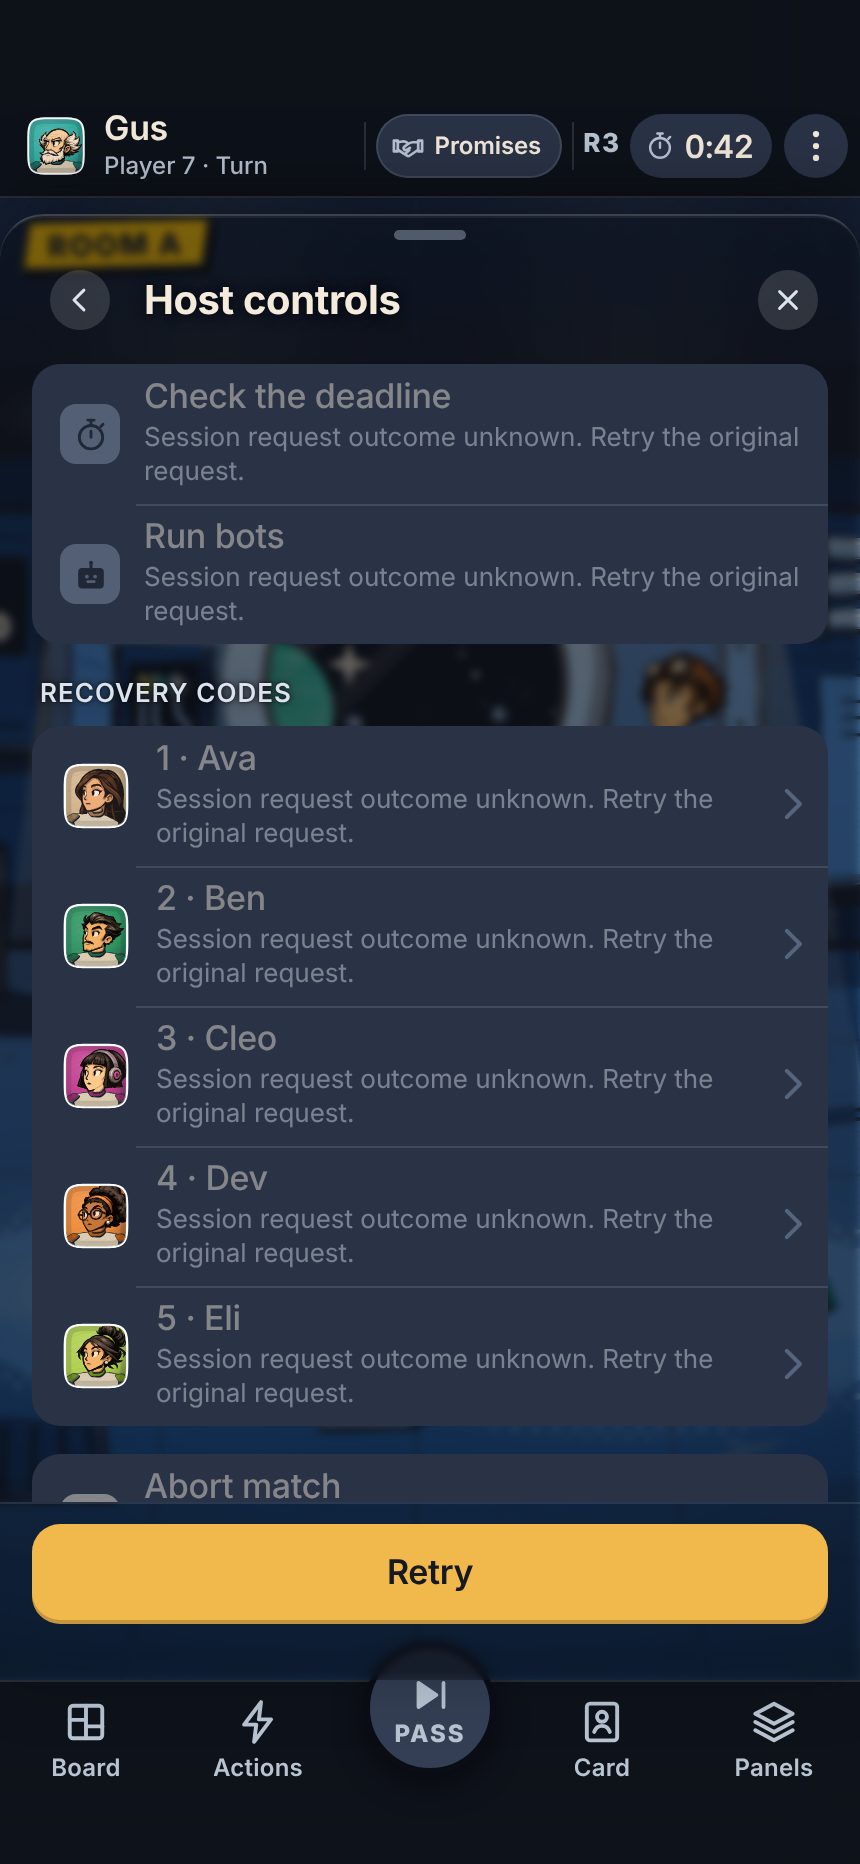 Gus
Player 7 · Turn
Promises
R3
0:42
ROOM A
Host controls
Check the deadline
Session request outcome unknown. Retry the original
request.
Run bots
Session request outcome unknown. Retry the original
request.
RECOVERY CODES
1 · Ava
Session request outcome unknown. Retry the
original request.
2 · Ben
Session request outcome unknown. Retry the
original request.
3 · Cleo
Session request outcome unknown. Retry the
original request.
4 · Dev
Session request outcome unknown. Retry the
original request.
5 · Eli
Session request outcome unknown. Retry the
original request.
Abort match
Retry
Board
Actions
PASS
Card
Panels